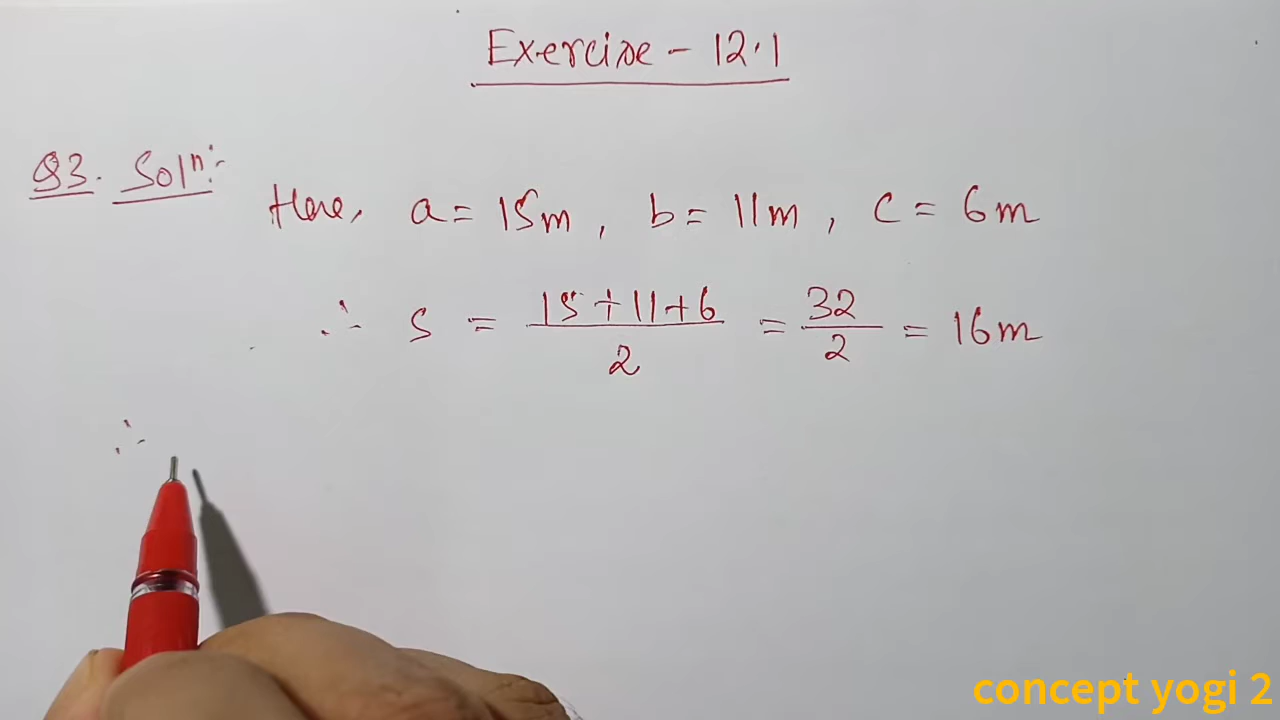 Exercise - 12.1
Q3. Solⁿ:-
Here, a = 15m, b = 11m, c = 6m
∴ s = 15+11+6/2 = 32/2 = 16m
∴
concept yogi 2